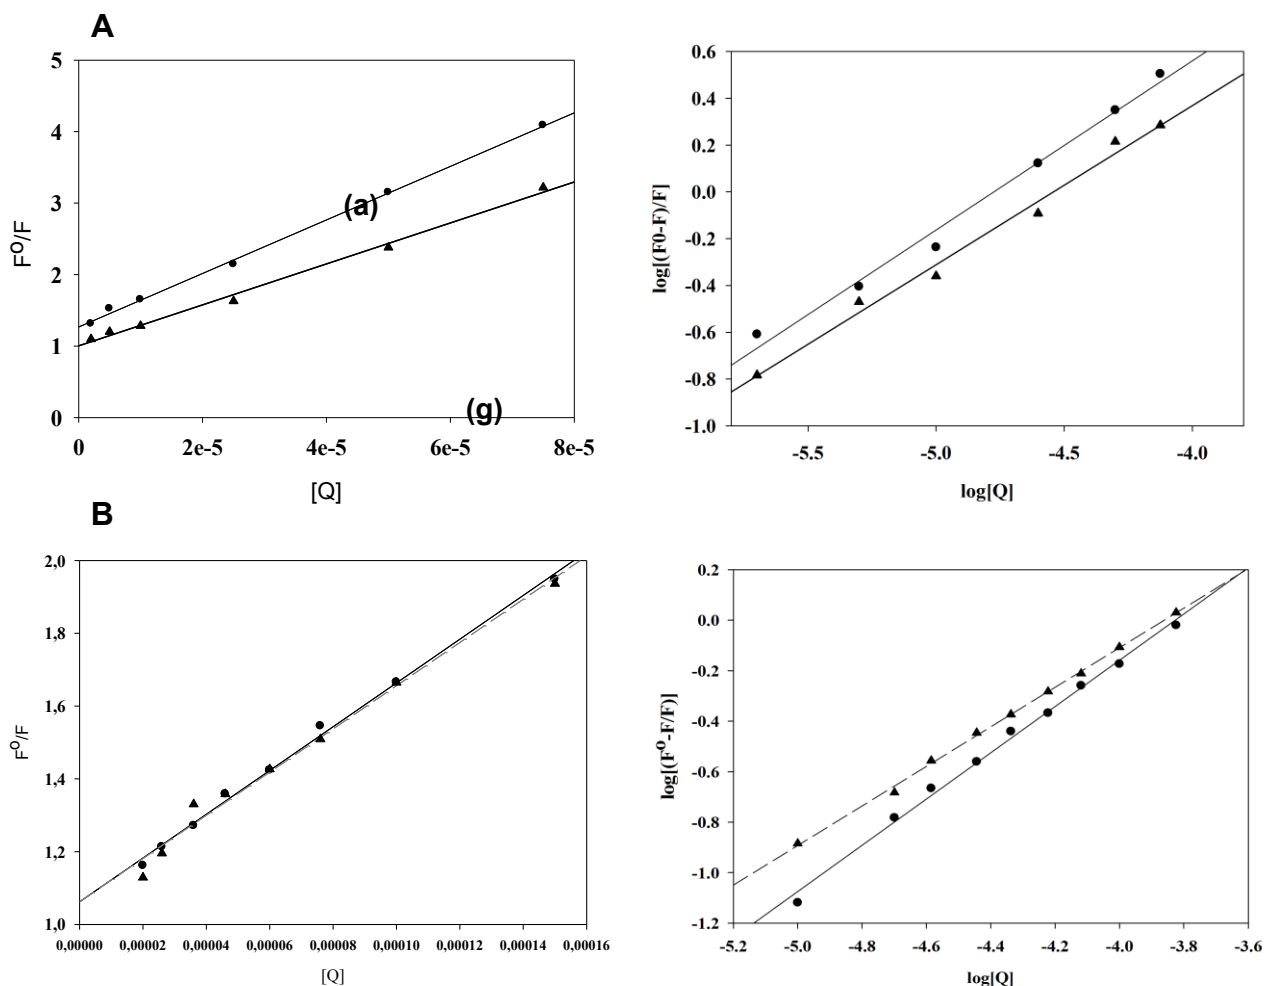 A
5
4
3
2
1
0
F⁰/F
(a)
(g)
0 2e-5 4e-5 6e-5 8e-5
[Q]
0.6
0.4
0.2
0.0
-0.2
-0.4
-0.6
-0.8
-1.0
log[(F0-F)/F]
-5.5 -5.0 -4.5 -4.0
log[Q]
B
2,0
1,8
1,6
1,4
1,2
1,0
F⁰/F
0,00000 0,00002 0,00004 0,00006 0,00008 0,00010 0,00012 0,00014 0,00016
[Q]
0.2
0.0
-0.2
-0.4
-0.6
-0.8
-1.0
-1.2
log[(F⁰-F/F)]
-5.2 -5.0 -4.8 -4.6 -4.4 -4.2 -4.0 -3.8 -3.6
log[Q]